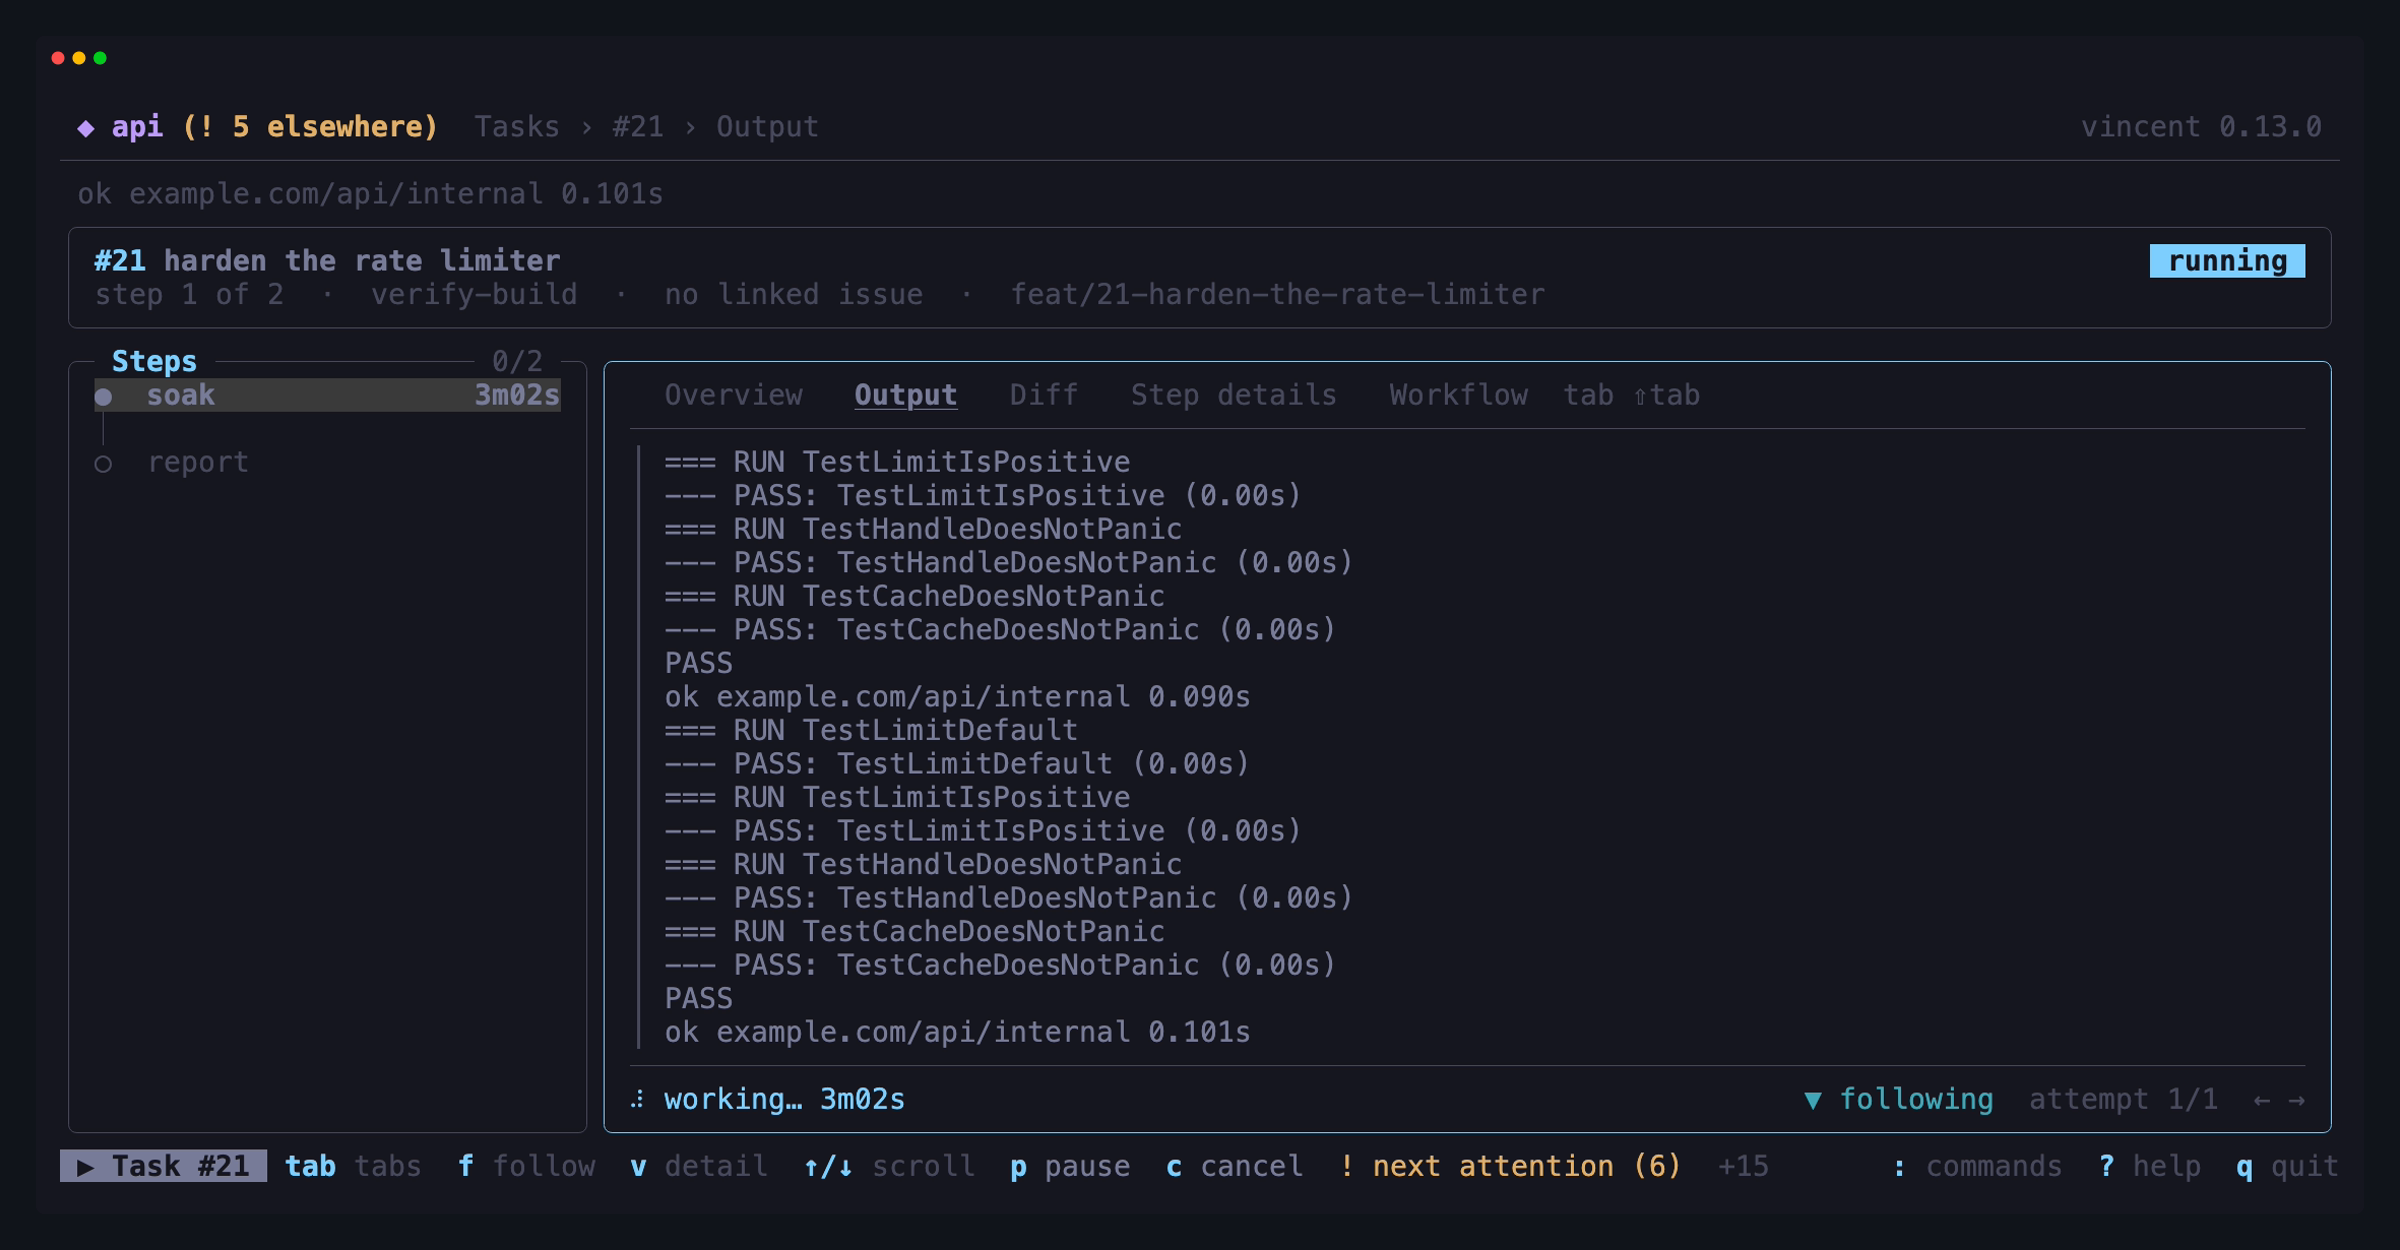 ◆ api (! 5 elsewhere) Tasks › #21 › Output vincent 0.13.0
ok example.com/api/internal 0.101s
#21 harden the rate limiter running
step 1 of 2 · verify-build · no linked issue · feat/21-harden-the-rate-limiter
Steps 0/2
● soak 3m02s
○ report
Overview Output Diff Step details Workflow tab ⇧tab
=== RUN TestLimitIsPositive
--- PASS: TestLimitIsPositive (0.00s)
=== RUN TestHandleDoesNotPanic
--- PASS: TestHandleDoesNotPanic (0.00s)
=== RUN TestCacheDoesNotPanic
--- PASS: TestCacheDoesNotPanic (0.00s)
PASS
ok example.com/api/internal 0.090s
=== RUN TestLimitDefault
--- PASS: TestLimitDefault (0.00s)
=== RUN TestLimitIsPositive
--- PASS: TestLimitIsPositive (0.00s)
=== RUN TestHandleDoesNotPanic
--- PASS: TestHandleDoesNotPanic (0.00s)
=== RUN TestCacheDoesNotPanic
--- PASS: TestCacheDoesNotPanic (0.00s)
PASS
ok example.com/api/internal 0.101s
working… 3m02s ▼ following attempt 1/1 ← →
▶ Task #21 tab tabs f follow v detail ↑/↓ scroll p pause c cancel ! next attention (6) +15 : commands ? help q quit